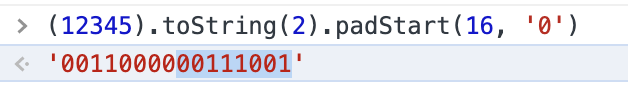 > (12345).toString(2).padStart(16, '0')
<· '0011000000111001'